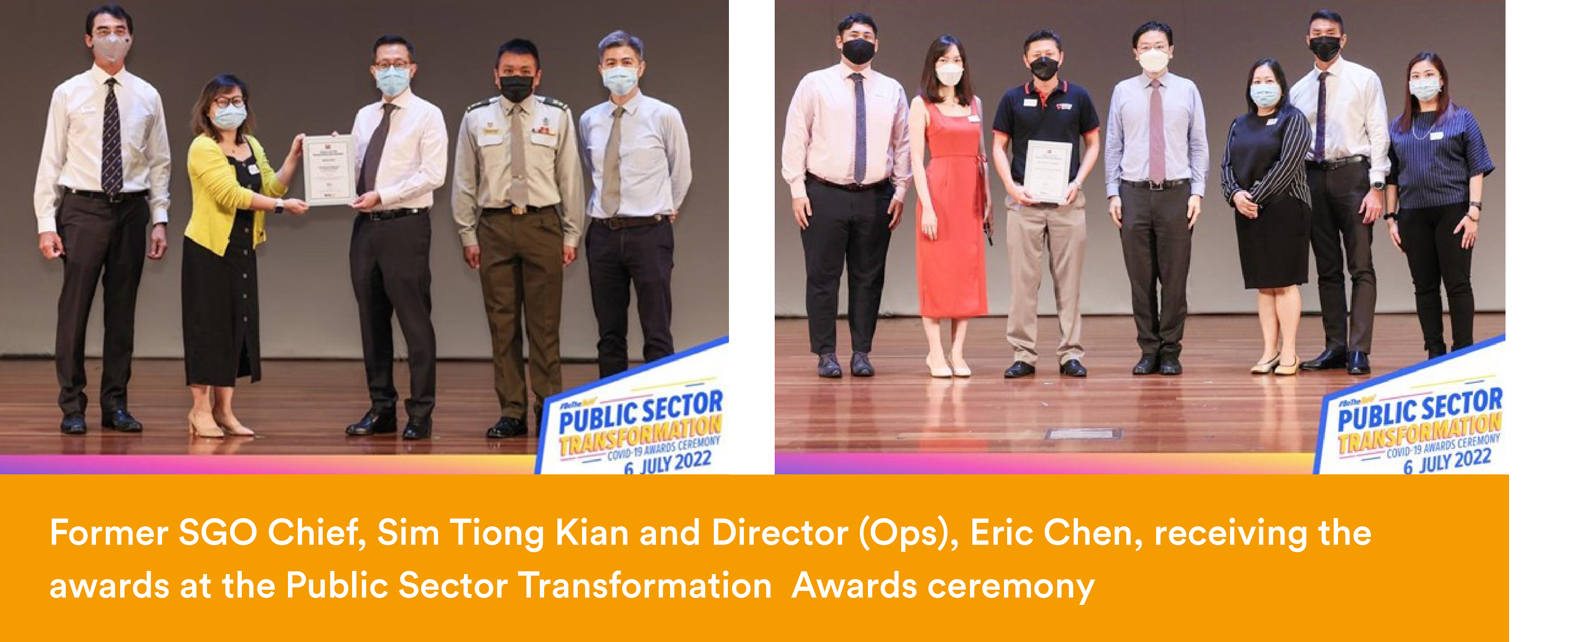 #BeTheBold
PUBLIC SECTOR
TRANSFORMATION
COVID-19 AWARDS CEREMONY
6 JULY 2022
PUBLIC SECTOR
TRANSFORMATION
COVID-19 AWARDS CEREMONY
6 JULY 2022
Former SGO Chief, Sim Tiong Kian and Director (Ops), Eric Chen, receiving the
awards at the Public Sector Transformation Awards ceremony